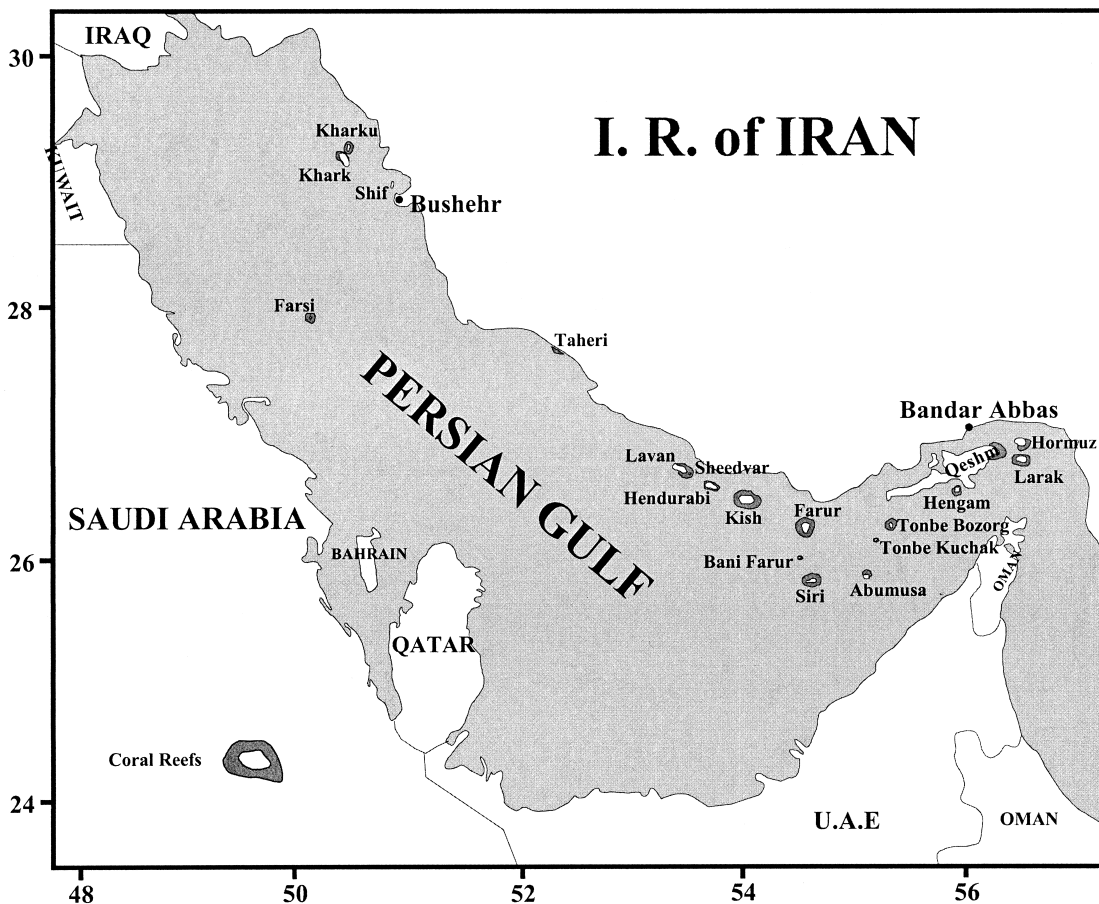 IRAQ
30
Kharku
I. R. of IRAN
KUWAIT
Khark
Shif
Bushehr
28
Farsi
Taheri
PERSIAN GULF
Bandar Abbas
Hormuz
Lavan
Sheedvar
Qeshm
Larak
Hendurabi
Kish
Farur
Hengam
SAUDI ARABIA
Tonbe Bozorg
BAHRAIN
Tonbe Kuchak
26
Bani Farur
OMAN
Siri
Abumusa
QATAR
Coral Reefs
24
U.A.E
OMAN
48
50
52
54
56